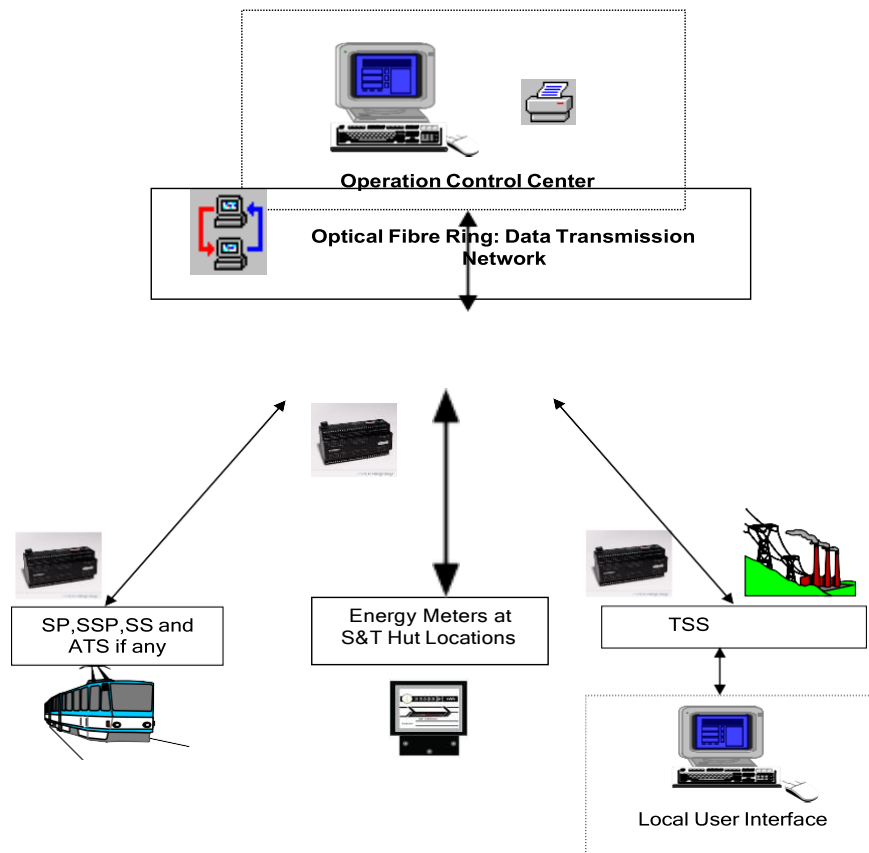 Operation Control Center
Optical Fibre Ring: Data Transmission
Network
SP,SSP,SS and
ATS if any
Energy Meters at
S&T Hut Locations
TSS
Local User Interface